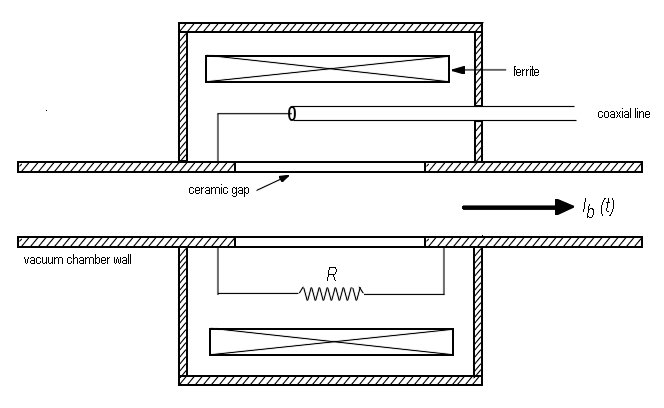 ferrite
coaxial line
ceramic gap
I_b (t)
vacuum chamber wall
R